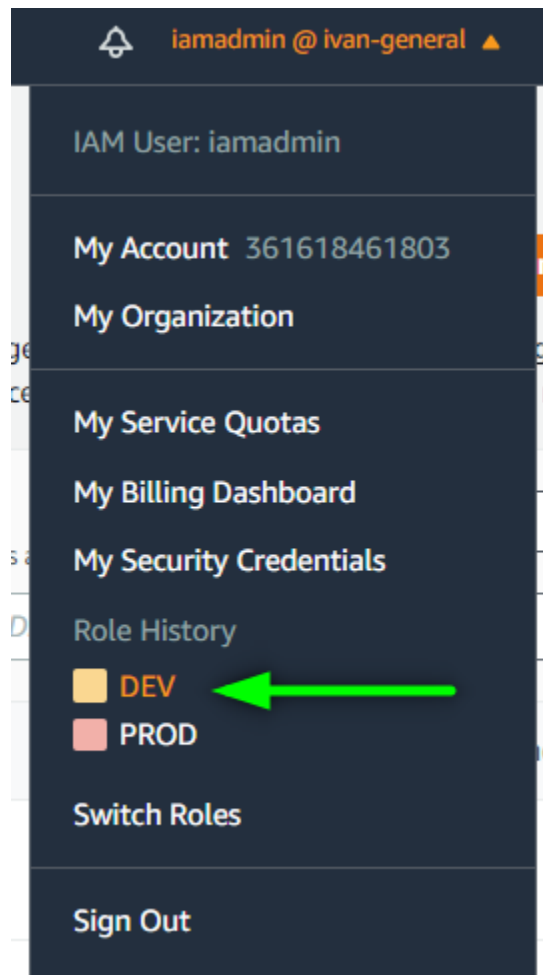 iamadmin @ ivan-general
IAM User: iamadmin
My Account 361618461803
My Organization
My Service Quotas
My Billing Dashboard
My Security Credentials
Role History
DEV
PROD
Switch Roles
Sign Out